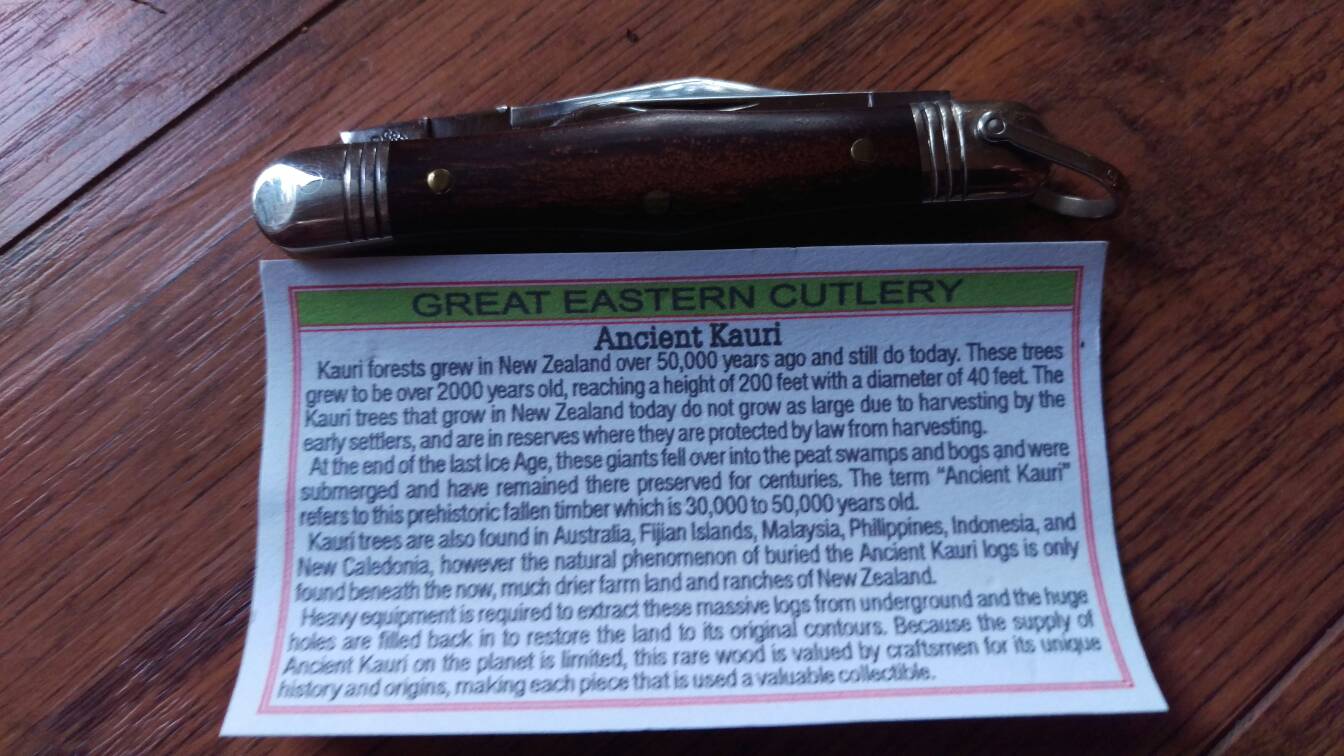 GREAT EASTERN CUTLERY
Ancient Kauri
Kauri forests grew in New Zealand over 50,000 years ago and still do today. These trees
grew to be over 2000 years old, reaching a height of 200 feet with a diameter of 40 feet. The
Kauri trees that grow in New Zealand today do not grow as large due to harvesting by the
early settlers, and are in reserves where they are protected by law from harvesting.
At the end of the last Ice Age, these giants fell over into the peat swamps and bogs and were
submerged and have remained there preserved for centuries. The term "Ancient Kauri"
refers to this prehistoric fallen timber which is 30,000 to 50,000 years old.
Kauri trees are also found in Australia, Fijian Islands, Malaysia, Philippines, Indonesia, and
New Caledonia, however the natural phenomenon of buried the Ancient Kauri logs is only
found beneath the now, much drier farm land and ranches of New Zealand.
Heavy equipment is required to extract these massive logs from underground and the huge
holes are filled back in to restore the land to its original contours. Because the supply of
Ancient Kauri on the planet is limited, this rare wood is valued by craftsmen for its unique
history and origins, making each piece that is used a valuable collectible.